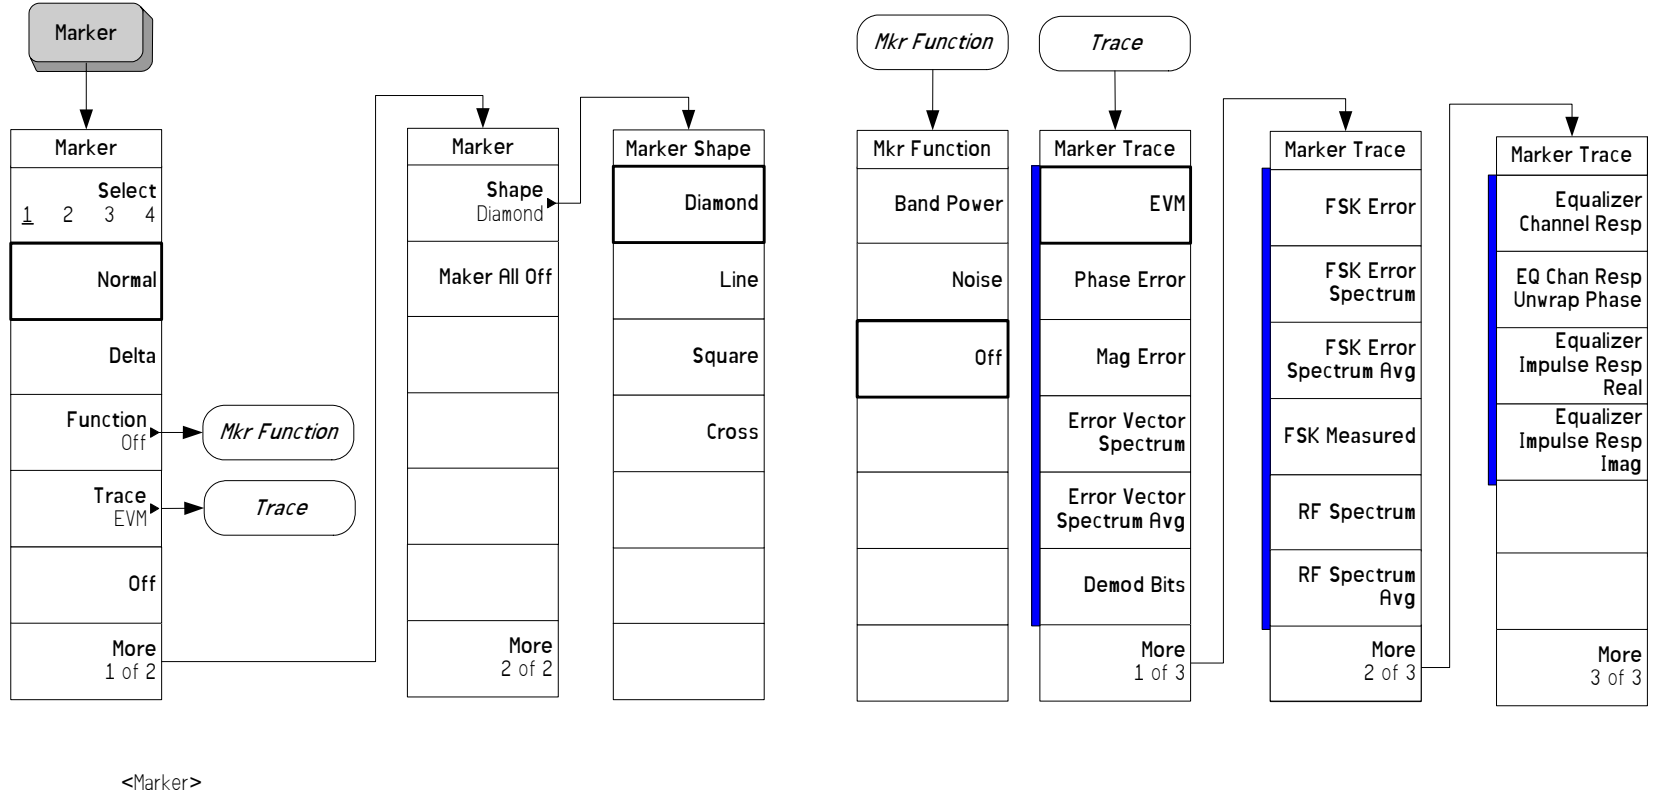 Marker
Marker
Select
1 2 3 4
Normal
Delta
Function
Off
Mkr Function
Trace
EVM
Trace
Off
More
1 of 2
Marker
Shape
Diamond
Maker All Off
More
2 of 2
Marker Shape
Diamond
Line
Square
Cross
Mkr Function
Mkr Function
Band Power
Noise
Off
Trace
Marker Trace
EVM
Phase Error
Mag Error
Error Vector
Spectrum
Error Vector
Spectrum Avg
Demod Bits
More
1 of 3
Marker Trace
FSK Error
FSK Error
Spectrum
FSK Error
Spectrum Avg
FSK Measured
RF Spectrum
RF Spectrum
Avg
More
2 of 3
Marker Trace
Equalizer
Channel Resp
EQ Chan Resp
Unwrap Phase
Equalizer
Impulse Resp
Real
Equalizer
Impulse Resp
Imag
More
3 of 3
<Marker>